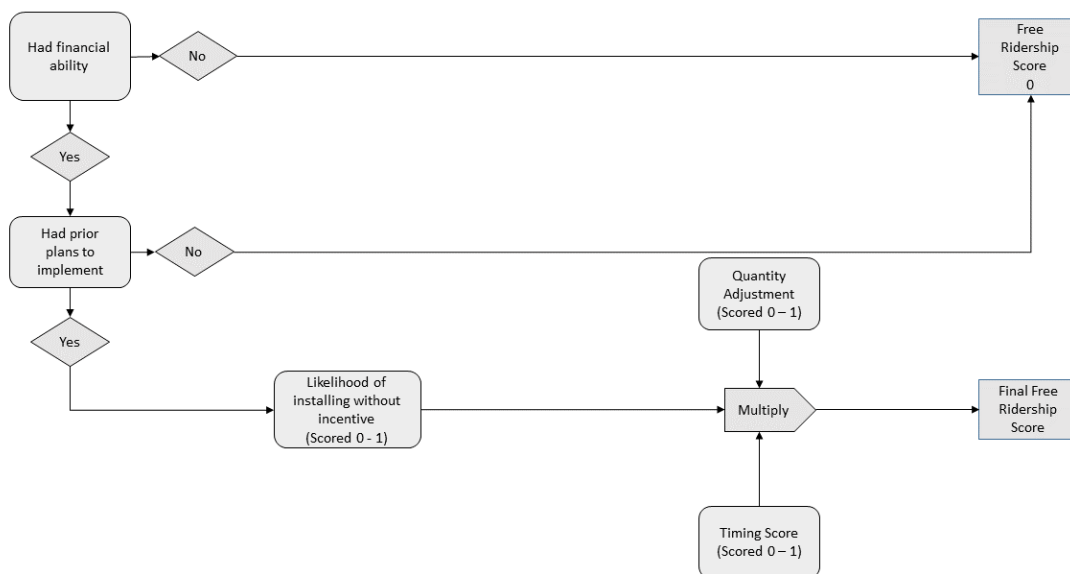 Had financial
ability
No
Free
Ridership
Score
0
Yes
Had prior
plans to
implement
No
Quantity
Adjustment
(Scored 0 – 1)
Yes
Likelihood of
installing without
incentive
(Scored 0 - 1)
Multiply
Final Free
Ridership
Score
Timing Score
(Scored 0 – 1)